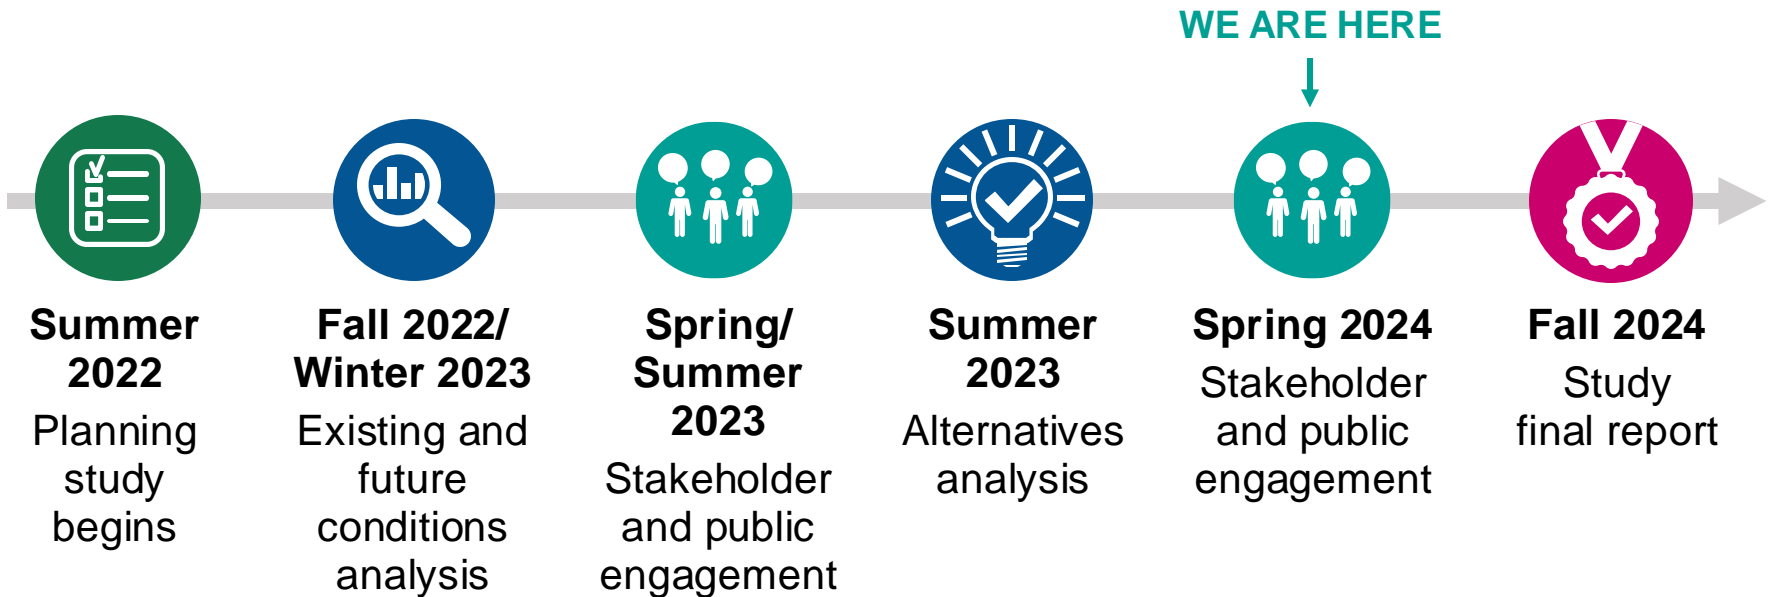 WE ARE HERE
Summer
2022
Planning
study
begins
Fall 2022/
Winter 2023
Existing and
future
conditions
analysis
Spring/
Summer
2023
Stakeholder
and public
engagement
Summer
2023
Alternatives
analysis
Spring 2024
Stakeholder
and public
engagement
Fall 2024
Study
final report